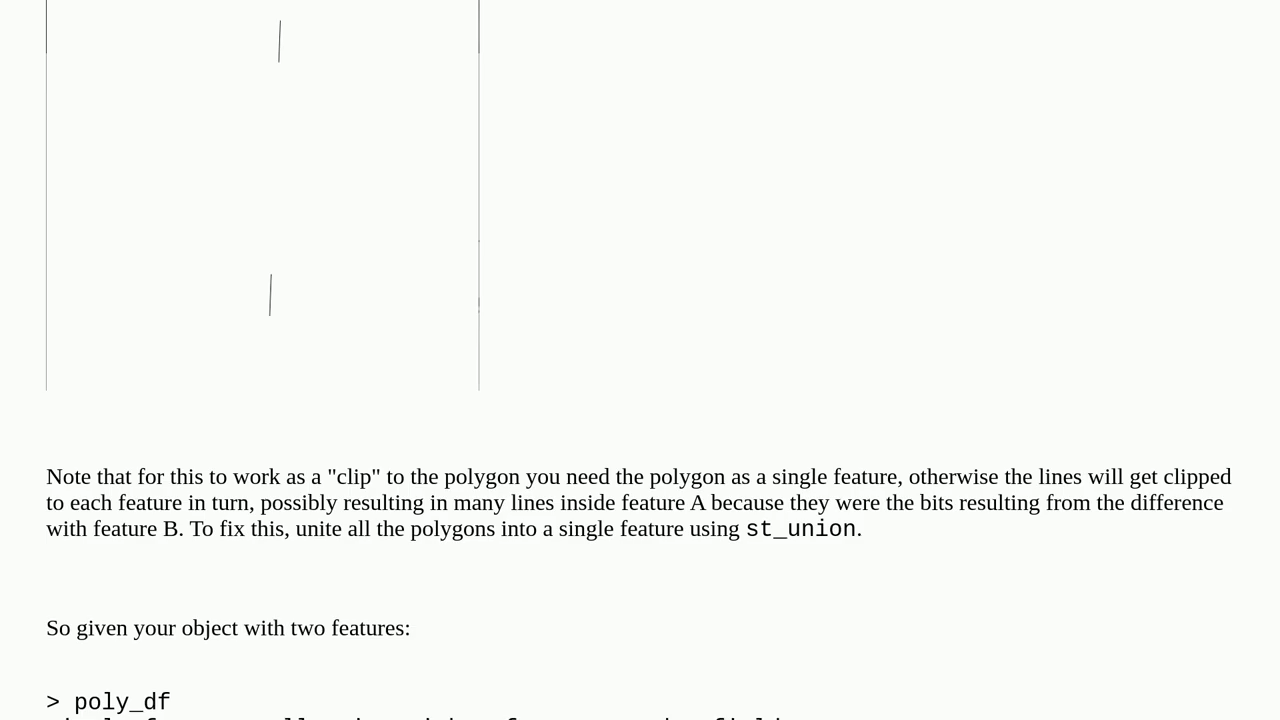 Note that for this to work as a "clip" to the polygon you need the polygon as a single feature, otherwise the lines will get clipped
to each feature in turn, possibly resulting in many lines inside feature A because they were the bits resulting from the difference
with feature B. To fix this, unite all the polygons into a single feature using st_union.
So given your object with two features:
> poly_df